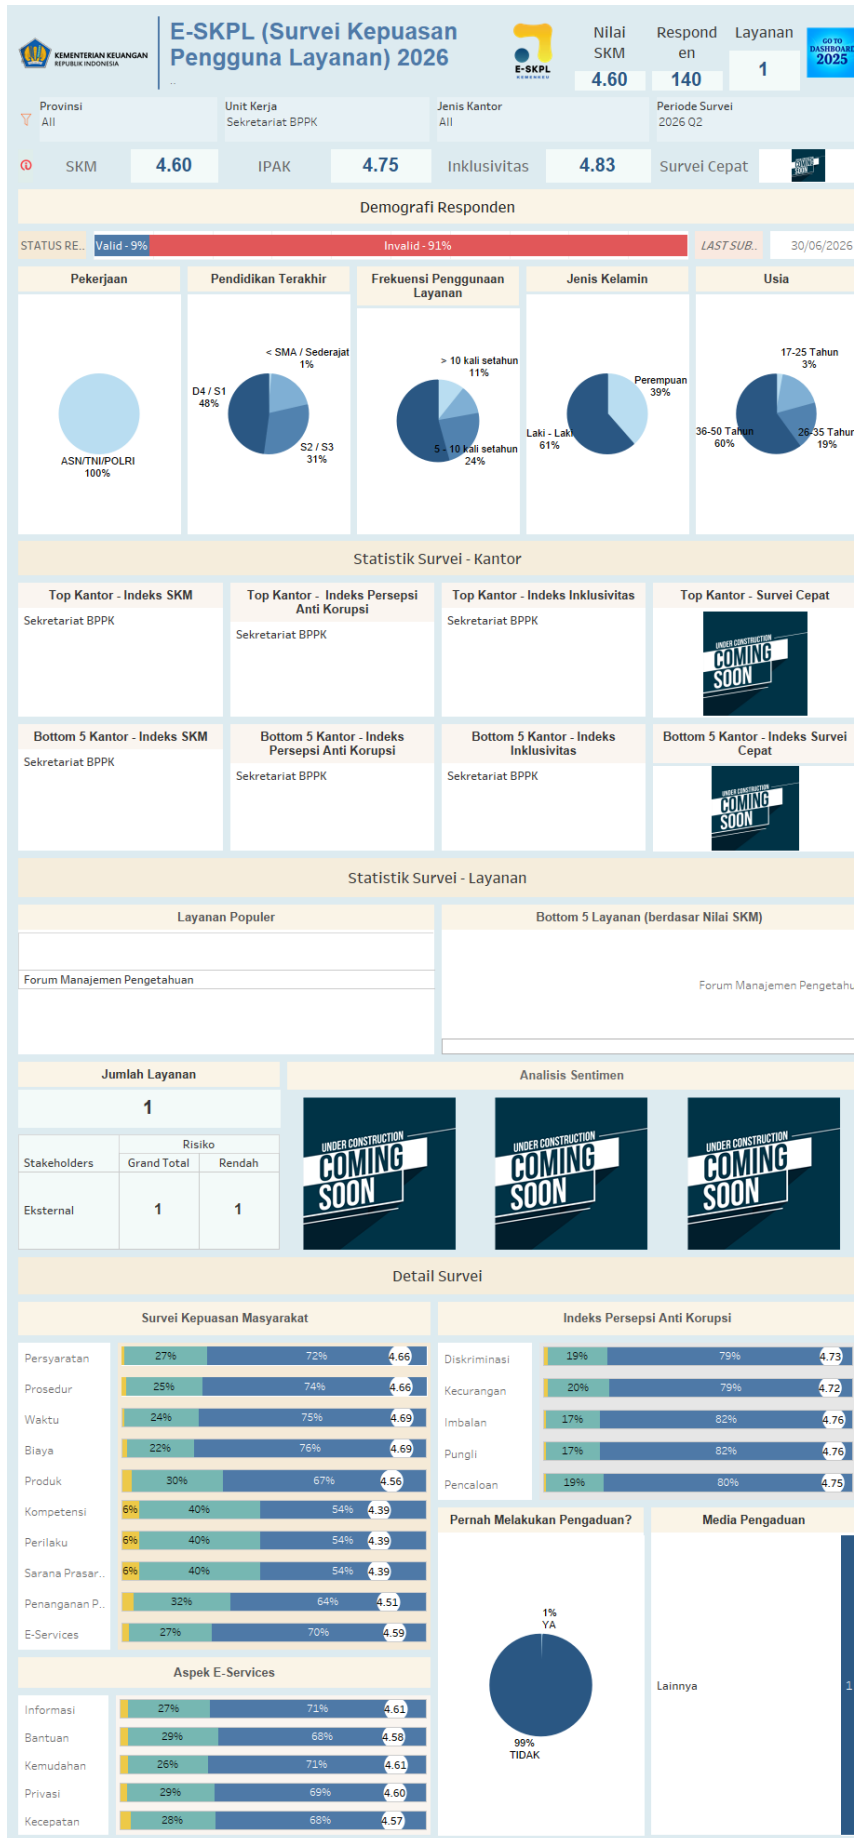 KEMENTERIAN KEUANGAN
REPUBLIK INDONESIA
E-SKPL (Survei Kepuasan
Pengguna Layanan) 2026
..
E-SKPL
KEMENKEU
Nilai
SKM
4.60
Respond
en
140
Layanan
1
GO TO
DASHBOARD
2025
Provinsi
All
Unit Kerja
Sekretariat BPPK
Jenis Kantor
All
Periode Survei
2026 Q2
SKM
4.60
IPAK
4.75
Inklusivitas
4.83
Survei Cepat
COMING
SOON
Demografi Responden
STATUS RE..
Valid - 9%
Invalid - 91%
LAST SUB..
30/06/2026
Pekerjaan
ASN/TNI/POLRI
100%
Pendidikan Terakhir
< SMA / Sederajat
1%
D4 / S1
48%
S2 / S3
31%
Frekuensi Penggunaan
Layanan
> 10 kali setahun
11%
5 - 10 kali setahun
24%
Jenis Kelamin
Perempuan
39%
Laki - Laki
61%
Usia
17-25 Tahun
3%
36-50 Tahun
60%
26-35 Tahun
19%
Statistik Survei - Kantor
Top Kantor - Indeks SKM
Sekretariat BPPK
Top Kantor - Indeks Persepsi
Anti Korupsi
Sekretariat BPPK
Top Kantor - Indeks Inklusivitas
Sekretariat BPPK
Top Kantor - Survei Cepat
UNDER CONSTRUCTION
COMING
SOON
Bottom 5 Kantor - Indeks SKM
Sekretariat BPPK
Bottom 5 Kantor - Indeks
Persepsi Anti Korupsi
Sekretariat BPPK
Bottom 5 Kantor - Indeks
Inklusivitas
Sekretariat BPPK
Bottom 5 Kantor - Indeks Survei
Cepat
UNDER CONSTRUCTION
COMING
SOON
Statistik Survei - Layanan
Layanan Populer
Forum Manajemen Pengetahuan
Bottom 5 Layanan (berdasar Nilai SKM)
Forum Manajemen Pengetahu
Jumlah Layanan
1
Stakeholders
Risiko
Grand Total
Rendah
Eksternal
1
1
Analisis Sentimen
UNDER CONSTRUCTION
COMING
SOON
UNDER CONSTRUCTION
COMING
SOON
UNDER CONSTRUCTION
COMING
SOON
Detail Survei
Survei Kepuasan Masyarakat
Persyaratan 27% 72% 4.66
Prosedur 25% 74% 4.66
Waktu 24% 75% 4.69
Biaya 22% 76% 4.69
Produk 30% 67% 4.56
Kompetensi 6% 40% 54% 4.39
Perilaku 6% 40% 54% 4.39
Sarana Prasar.. 6% 40% 54% 4.39
Penanganan P.. 32% 64% 4.51
E-Services 27% 70% 4.59
Aspek E-Services
Informasi 27% 71% 4.61
Bantuan 29% 68% 4.58
Kemudahan 26% 71% 4.61
Privasi 29% 69% 4.60
Kecepatan 28% 68% 4.57
Indeks Persepsi Anti Korupsi
Diskriminasi 19% 79% 4.73
Kecurangan 20% 79% 4.72
Imbalan 17% 82% 4.76
Pungli 17% 82% 4.76
Pencaloan 19% 80% 4.75
Pernah Melakukan Pengaduan?
1%
YA
99%
TIDAK
Media Pengaduan
Lainnya
1